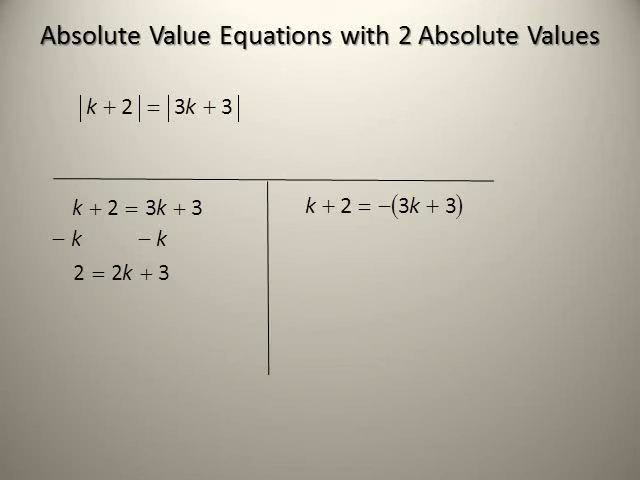 Absolute Value Equations with 2 Absolute Values
|k + 2| = |3k + 3|
k + 2 = 3k + 3
− k − k
2 = 2k + 3
k + 2 = −(3k + 3)